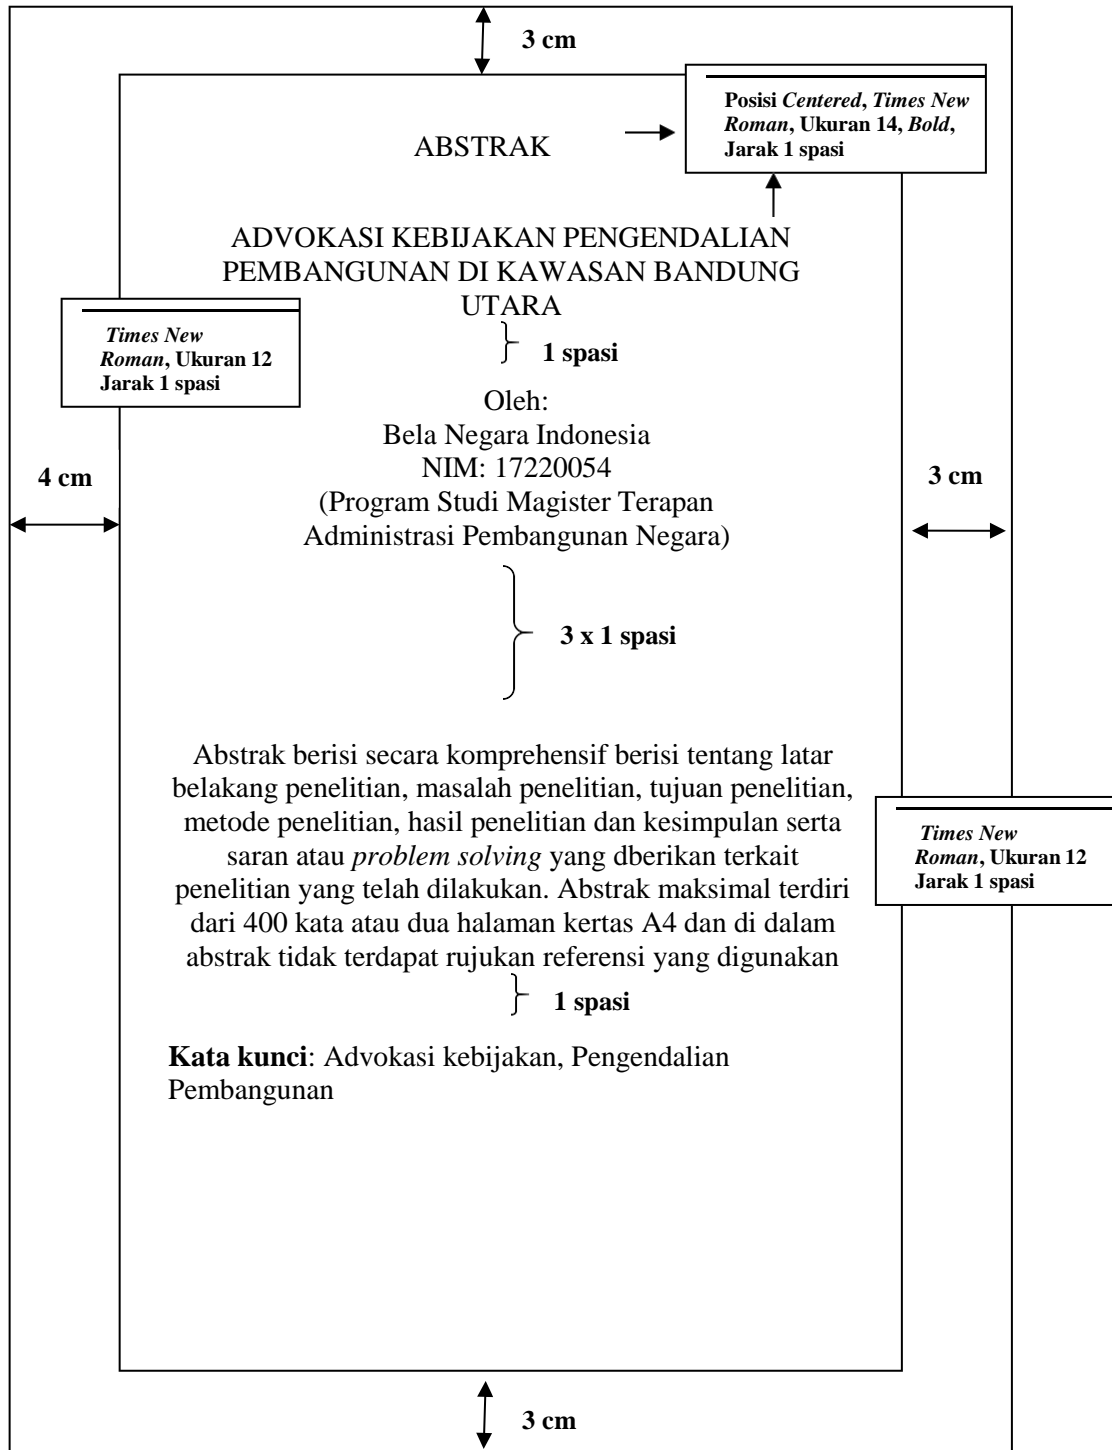 3 cm
Posisi Centered, Times New
Roman, Ukuran 14, Bold,
Jarak 1 spasi
ABSTRAK
ADVOKASI KEBIJAKAN PENGENDALIAN
PEMBANGUNAN DI KAWASAN BANDUNG
UTARA
Times New
Roman, Ukuran 12
Jarak 1 spasi
1 spasi
Oleh:
Bela Negara Indonesia
NIM: 17220054
(Program Studi Magister Terapan
Administrasi Pembangunan Negara)
4 cm
3 cm
3 x 1 spasi
Abstrak berisi secara komprehensif berisi tentang latar
belakang penelitian, masalah penelitian, tujuan penelitian,
metode penelitian, hasil penelitian dan kesimpulan serta
saran atau problem solving yang dberikan terkait
penelitian yang telah dilakukan. Abstrak maksimal terdiri
dari 400 kata atau dua halaman kertas A4 dan di dalam
abstrak tidak terdapat rujukan referensi yang digunakan
Times New
Roman, Ukuran 12
Jarak 1 spasi
1 spasi
Kata kunci: Advokasi kebijakan, Pengendalian
Pembangunan
3 cm